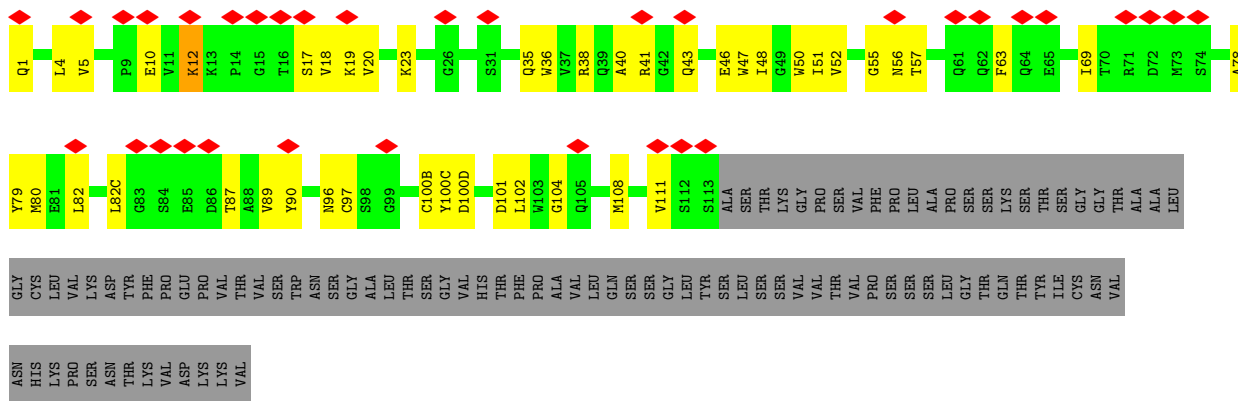 Q1 L4 V5 P9 E10 V11 K12 K13 P14 G15 T16 S17 V18 K19 V20 K23 G26 S31 Q35 W36 V37 R38 Q39 A40 R41 G42 Q43 E46 W47 I48 G49 W50 I51 V52 G55 N56 T57 Q61 Q62 F63 Q64 E65 I69 T70 R71 D72 M73 S74 A78
Y79 M80 E81 L82 L82C G83 S84 E85 D86 T87 A88 V89 Y90 N96 C97 S98 G99 C100B Y100C D100D D101 L102 W103 G104 Q105 M108 V111 S112 S113 ALA SER THR LYS GLY PRO SER VAL PHE PRO LEU ALA PRO SER SER LYS SER THR SER GLY GLY THR ALA ALA LEU
GLY CYS LEU VAL LYS ASP TYR PHE PRO GLU PRO VAL THR VAL SER TRP ASN SER GLY ALA LEU THR SER GLY VAL HIS THR PHE PRO ALA VAL LEU GLN SER SER GLY LEU TYR SER LEU SER SER VAL VAL THR VAL PRO SER SER SER LEU GLY THR GLN THR TYR ILE CYS ASN VAL
ASN HIS LYS PRO SER ASN THR LYS VAL ASP LYS LYS VAL